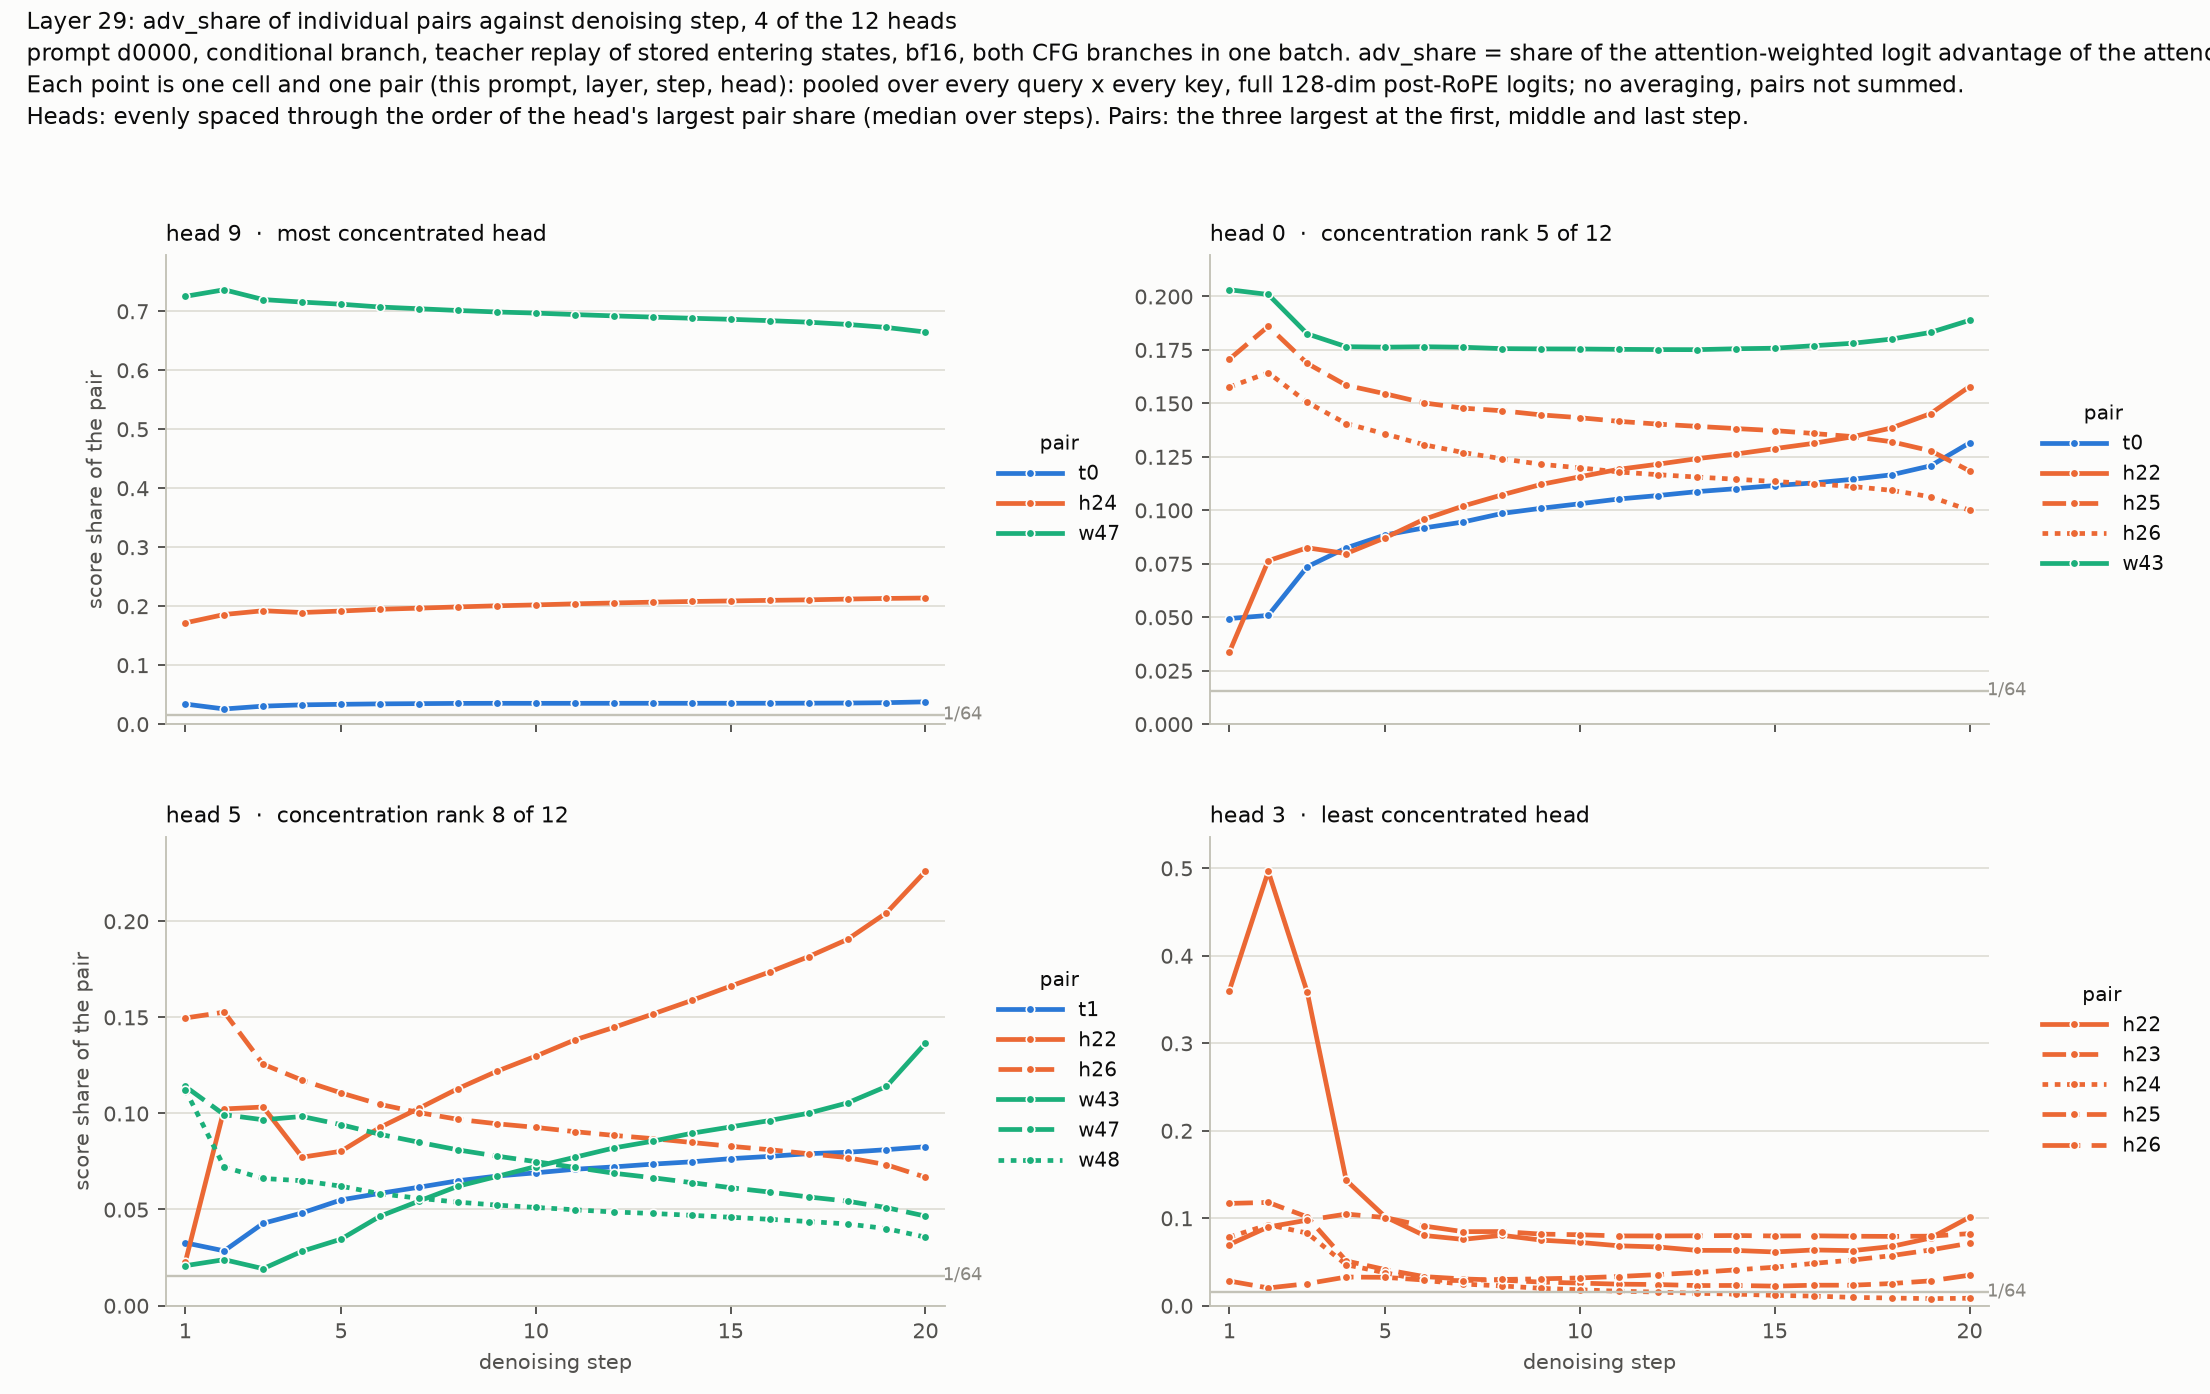 Layer 29: adv_share of individual pairs against denoising step, 4 of the 12 heads
prompt d0000, conditional branch, teacher replay of stored entering states, bf16, both CFG branches in one batch. adv_share = share of the attention-weighted logit advantage of the
Each point is one cell and one pair (this prompt, layer, step, head): pooled over every query x every key, full 128-dim post-RoPE logits; no averaging, pairs not summed.
Heads: evenly spaced through the order of the head's largest pair share (median over steps). Pairs: the three largest at the first, middle and last step.
head 9 · most concentrated head
score share of the pair
0.7
0.6
0.5
0.4
0.3
0.2
0.1
0.0
1/64
pair
t0
h24
w47
head 0 · concentration rank 5 of 12
0.200
0.175
0.150
0.125
0.100
0.075
0.050
0.025
0.000
1/64
pair
t0
h22
h25
h26
w43
head 5 · concentration rank 8 of 12
score share of the pair
0.20
0.15
0.10
0.05
0.00
1/64
1 5 10 15 20
denoising step
pair
t1
h22
h26
w43
w47
w48
head 3 · least concentrated head
0.5
0.4
0.3
0.2
0.1
0.0
1/64
1 5 10 15 20
denoising step
pair
h22
h23
h24
h25
h26